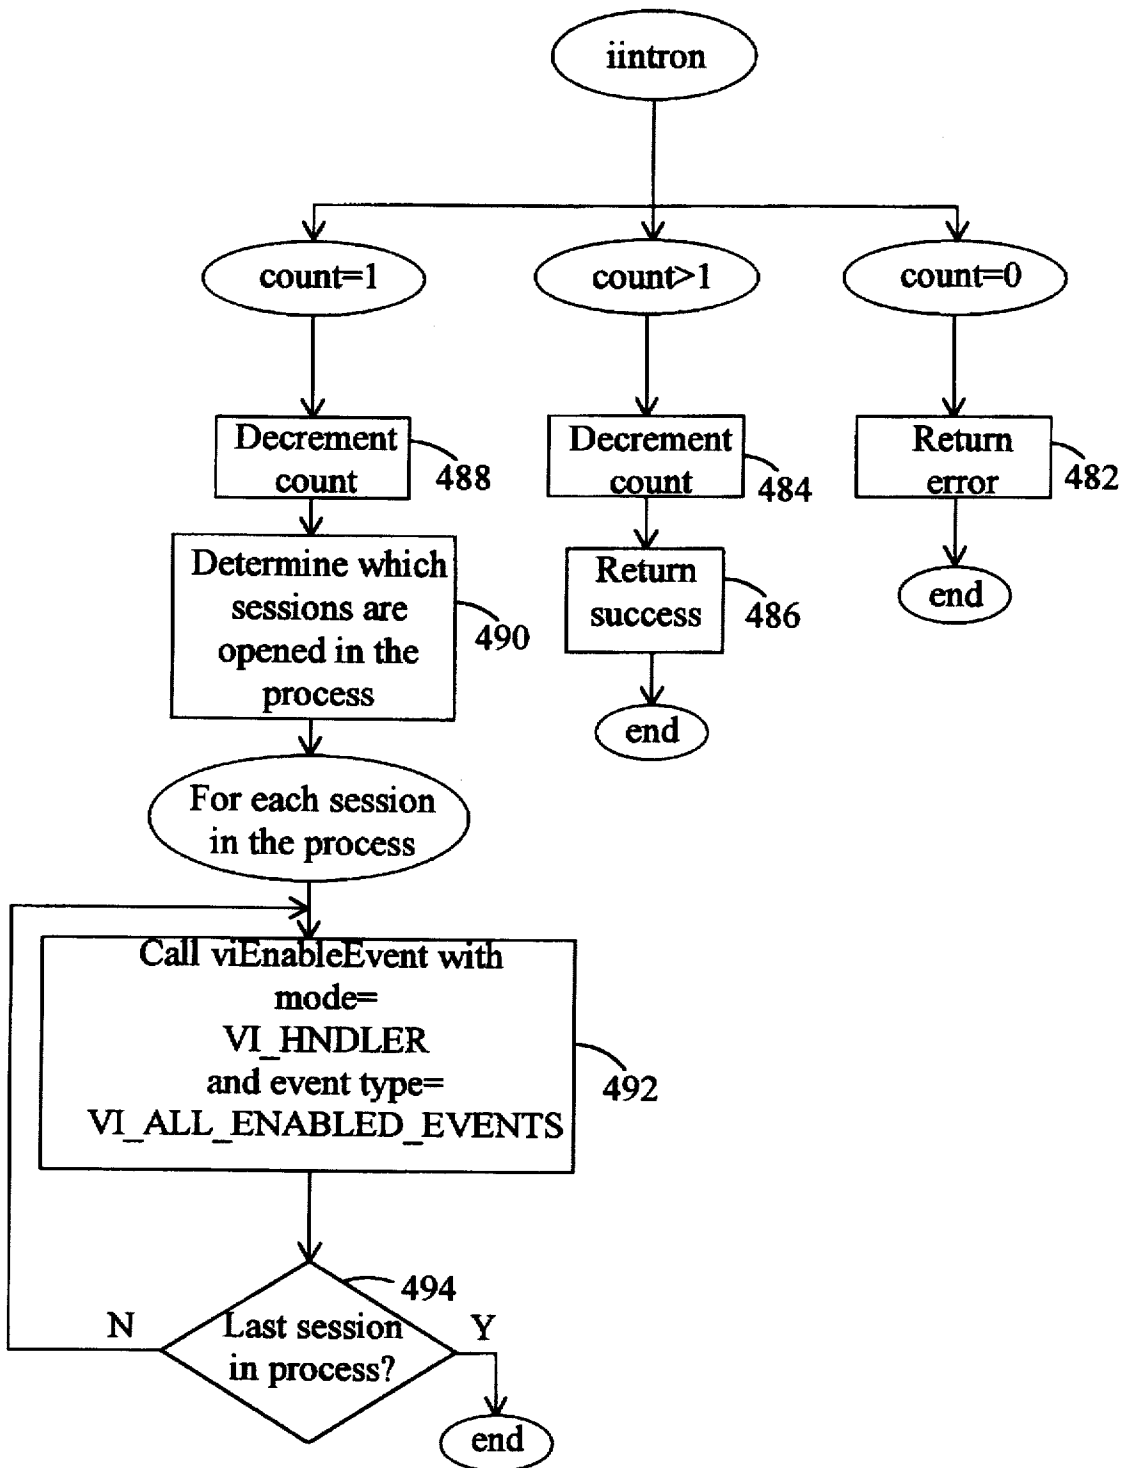 iintron
count=1
count>1
count=0
Decrement
count
488
Decrement
count
484
Return
error
482
Determine which
sessions are
opened in the
process
490
Return
success
486
end
end
For each session
in the process
Call viEnableEvent with
mode=
VI_HNDLER
and event type=
VI_ALL_ENABLED_EVENTS
492
494
Last session
in process?
N
Y
end